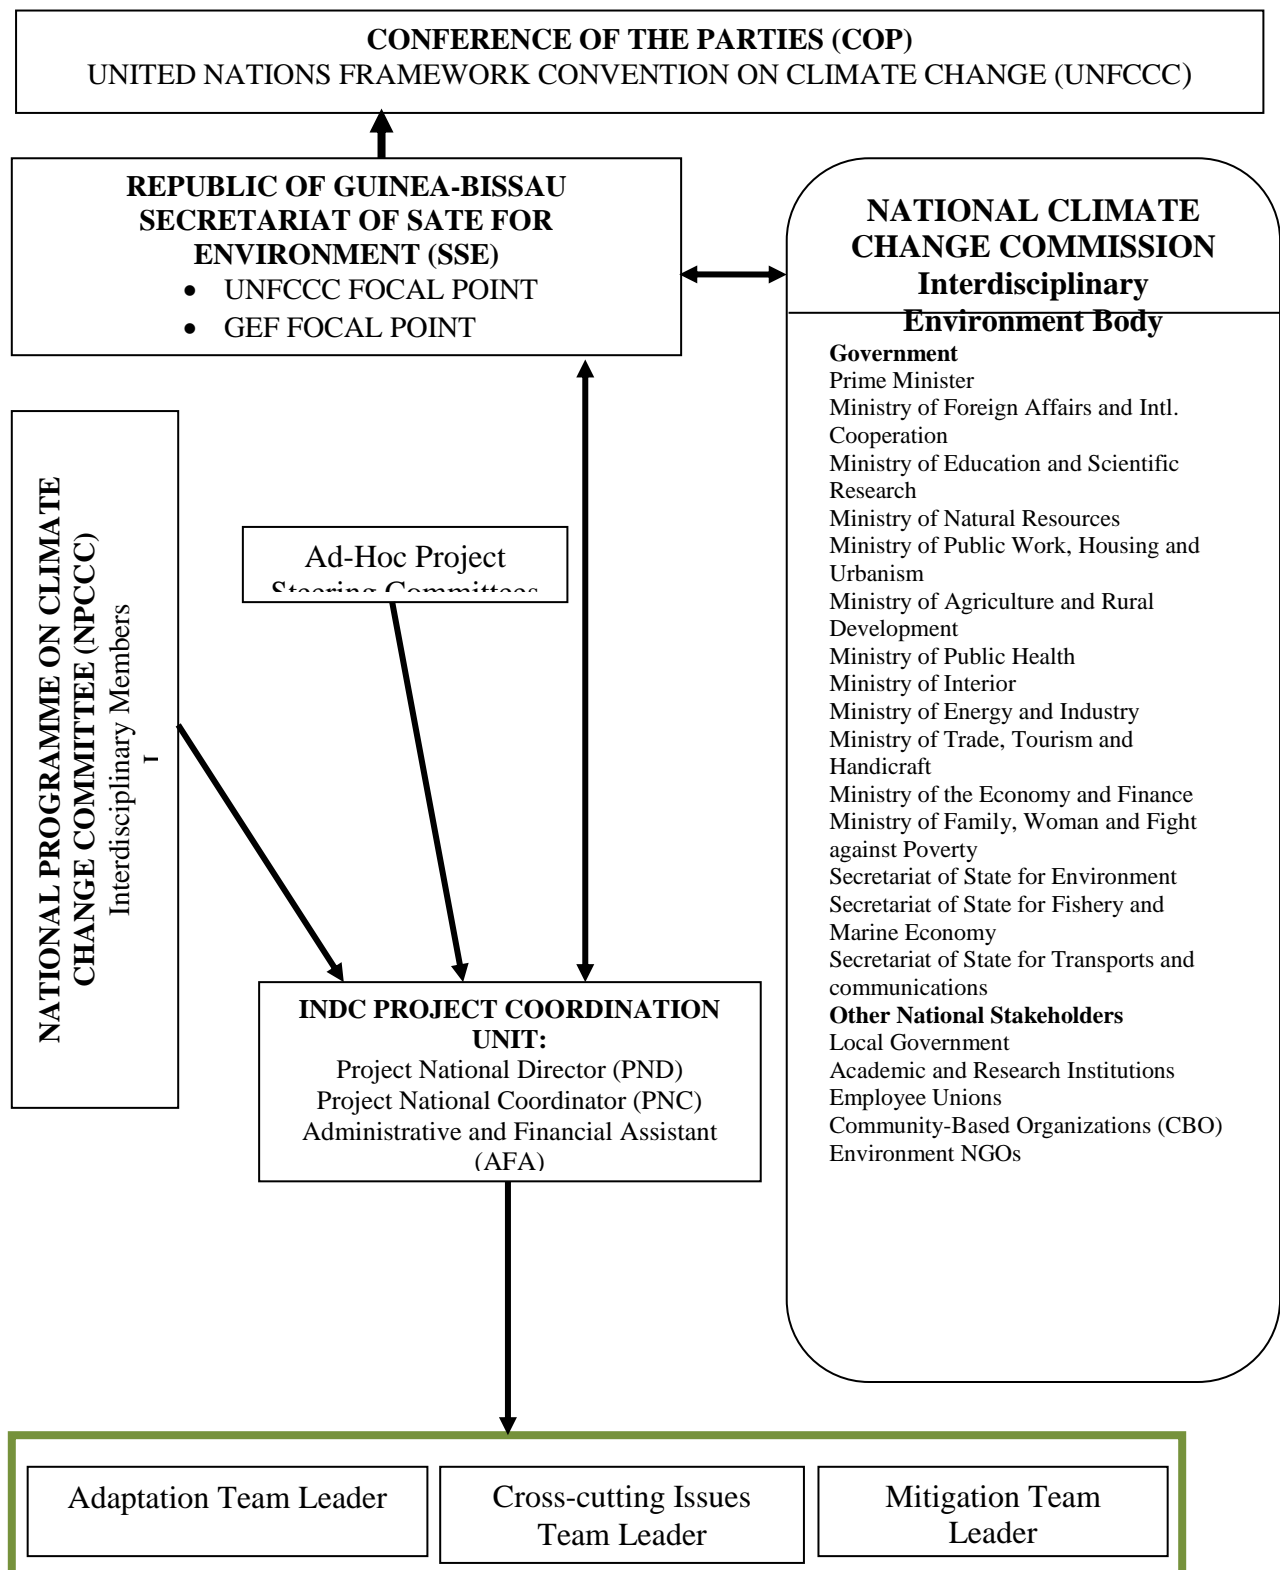 CONFERENCE OF THE PARTIES (COP)
UNITED NATIONS FRAMEWORK CONVENTION ON CLIMATE CHANGE (UNFCCC)
REPUBLIC OF GUINEA-BISSAU
SECRETARIAT OF SATE FOR
ENVIRONMENT (SSE)
• UNFCCC FOCAL POINT
• GEF FOCAL POINT
NATIONAL CLIMATE
CHANGE COMMISSION
Interdisciplinary
Environment Body
Government
Prime Minister
Ministry of Foreign Affairs and Intl.
Cooperation
Ministry of Education and Scientific
Research
Ministry of Natural Resources
Ministry of Public Work, Housing and
Urbanism
Ministry of Agriculture and Rural
Development
Ministry of Public Health
Ministry of Interior
Ministry of Energy and Industry
Ministry of Trade, Tourism and
Handicraft
Ministry of the Economy and Finance
Ministry of Family, Woman and Fight
against Poverty
Secretariat of State for Environment
Secretariat of State for Fishery and
Marine Economy
Secretariat of State for Transports and
communications
Other National Stakeholders
Local Government
Academic and Research Institutions
Employee Unions
Community-Based Organizations (CBO)
Environment NGOs
NATIONAL PROGRAMME ON CLIMATE
CHANGE COMMITTEE (NPCCC)
Interdisciplinary Members
Ad-Hoc Project
Steering Committees
INDC PROJECT COORDINATION
UNIT:
Project National Director (PND)
Project National Coordinator (PNC)
Administrative and Financial Assistant
(AFA)
Adaptation Team Leader
Cross-cutting Issues
Team Leader
Mitigation Team
Leader